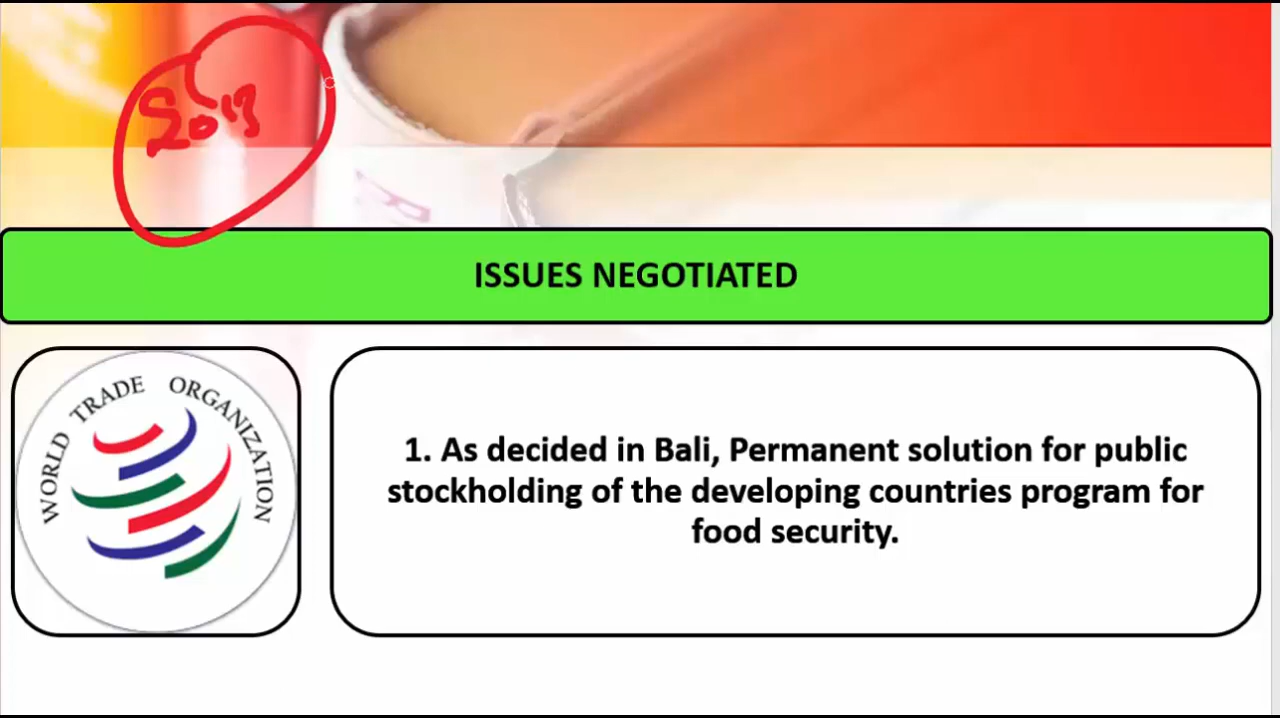 2013
ISSUES NEGOTIATED
WORLD TRADE ORGANIZATION
1. As decided in Bali, Permanent solution for public
stockholding of the developing countries program for
food security.